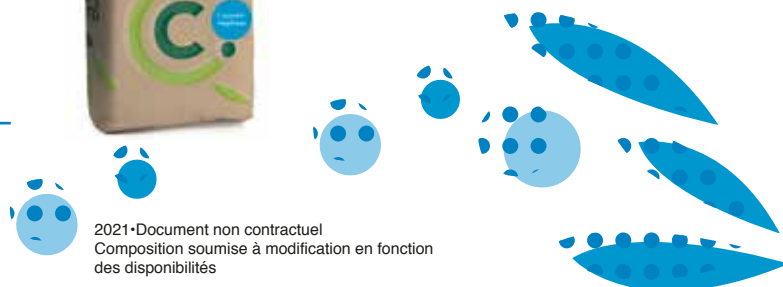 C.
2021•Document non contractuel
Composition soumise à modification en fonction
des disponibilités